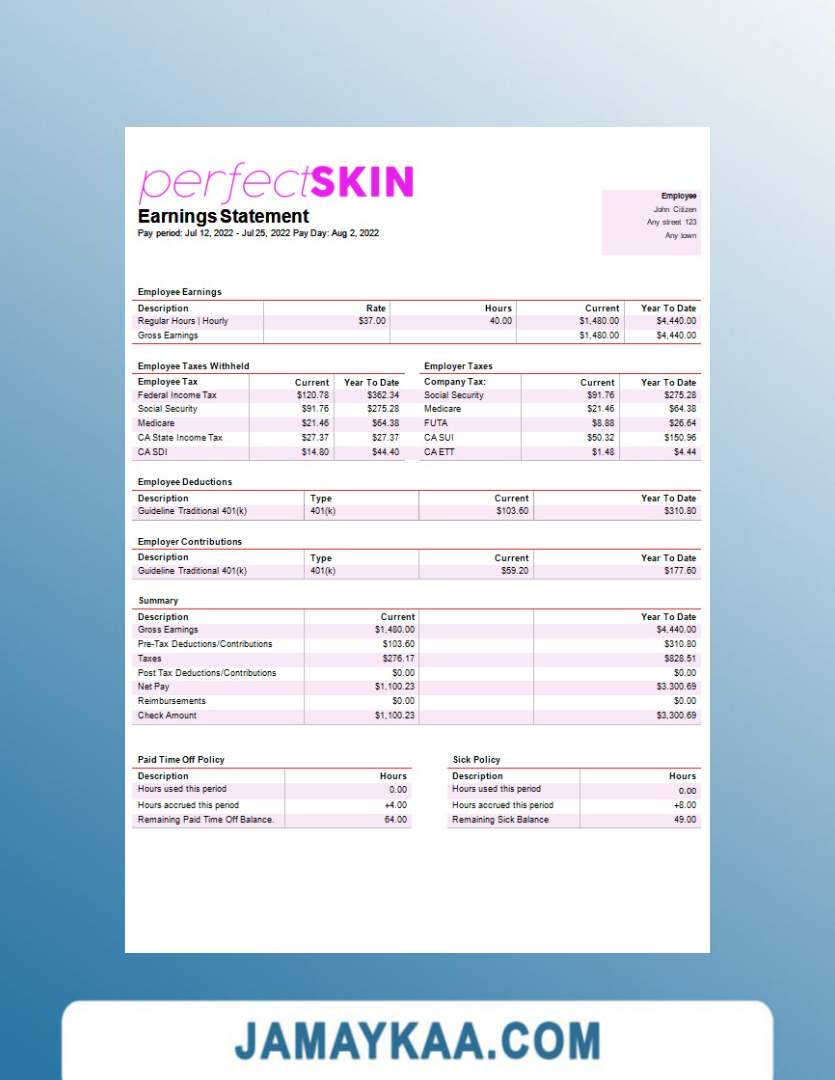 perfectSKIN
Earnings Statement
Pay period: Jul 12, 2022 - Jul 25, 2022 Pay Day: Aug 2, 2022
Employee
John Citizen
Any street 123
Any town
Employee Earnings
Description Rate Hours Current Year To Date
Regular Hours | Hourly $37.00 40.00 $1,480.00 $4,440.00
Gross Earnings $1,480.00 $4,440.00
Employee Taxes Withheld Employer Taxes
Employee Tax Current Year To Date Company Tax: Current Year To Date
Federal Income Tax $120.78 $362.34 Social Security $91.76 $275.28
Social Security $91.76 $275.28 Medicare $21.46 $64.38
Medicare $21.46 $64.38 FUTA $8.88 $26.64
CA State Income Tax $27.37 $27.37 CA SUI $50.32 $150.96
CA SDI $14.80 $44.40 CA ETT $1.48 $4.44
Employee Deductions
Description Type Current Year To Date
Guideline Traditional 401(k) 401(k) $103.60 $310.80
Employer Contributions
Description Type Current Year To Date
Guideline Traditional 401(k) 401(k) $59.20 $177.60
Summary
Description Current Year To Date
Gross Earnings $1,480.00 $4,440.00
Pre-Tax Deductions/Contributions $103.60 $310.80
Taxes $276.17 $828.51
Post Tax Deductions/Contributions $0.00 $0.00
Net Pay $1,100.23 $3.300.69
Reimbursements $0.00 $0.00
Check Amount $1,100.23 $3,300.69
Paid Time Off Policy Sick Policy
Description Hours Description Hours
Hours used this period 0.00 Hours used this period 0.00
Hours accrued this period +4.00 Hours accrued this period +8.00
Remaining Paid Time Off Balance. 64.00 Remaining Sick Balance 49.00
JAMAYKAA.COM